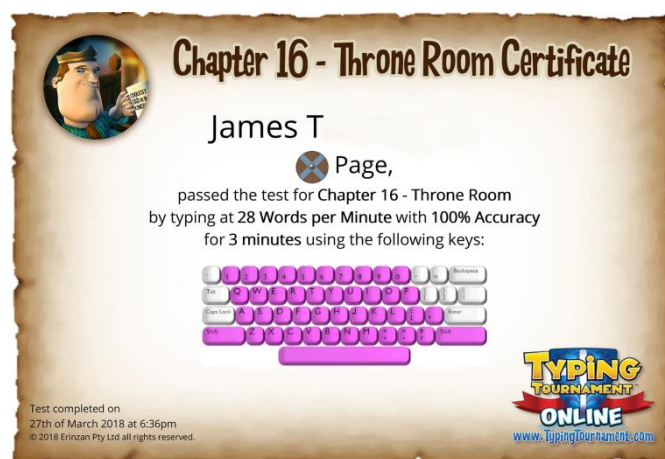 Chapter 16 - Throne Room Certificate
James T
Page,
passed the test for Chapter 16 - Throne Room
by typing at 28 Words per Minute with 100% Accuracy
for 3 minutes using the following keys:
1 2 3 4 5 6 7 8 9 0 Backspace
Tab Q W E R T Y U I O P
Caps Lock A S D F G H J K L Enter
Shift Z X C V B N M Shift
TYPING
TOURNAMENT
ONLINE
www.TypingTournament.com
Test completed on
27th of March 2018 at 6:36pm
© 2018 Erinzan Pty Ltd all rights reserved.